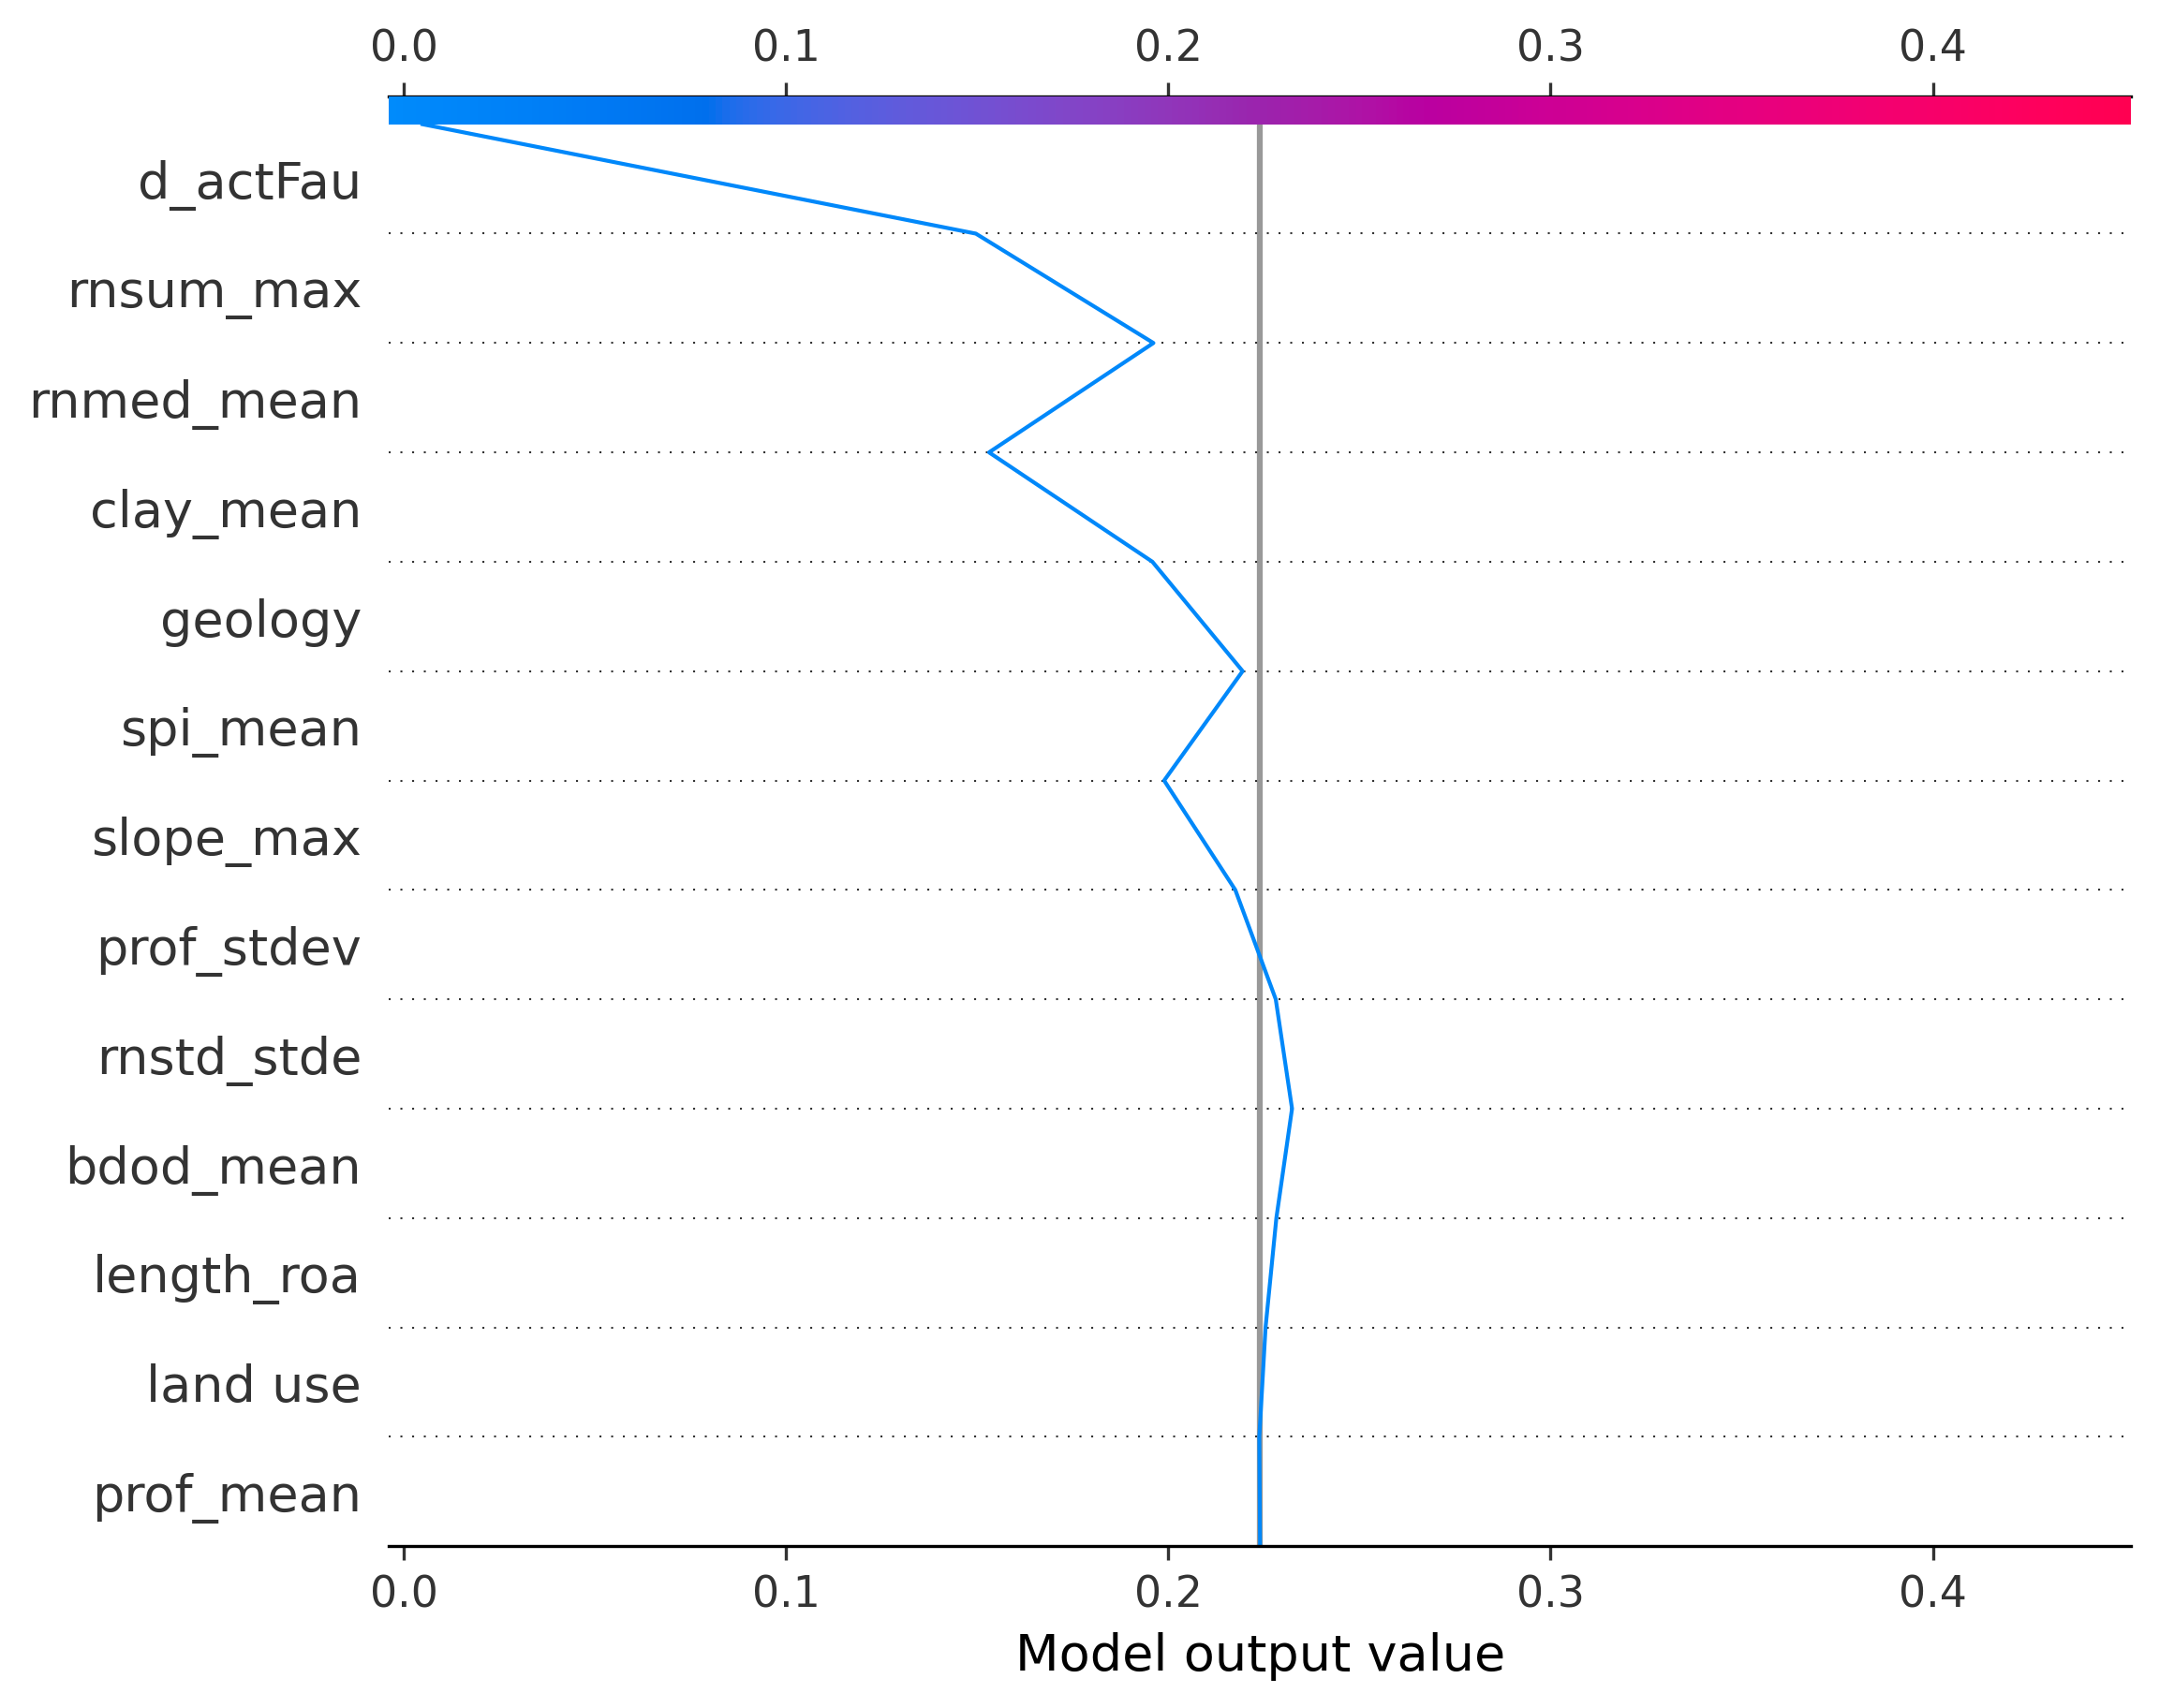 0.0 0.1 0.2 0.3 0.4
d_actFau
rnsum_max
rnmed_mean
clay_mean
geology
spi_mean
slope_max
prof_stdev
rnstd_stde
bdod_mean
length_roa
land use
prof_mean
0.0 0.1 0.2 0.3 0.4
Model output value